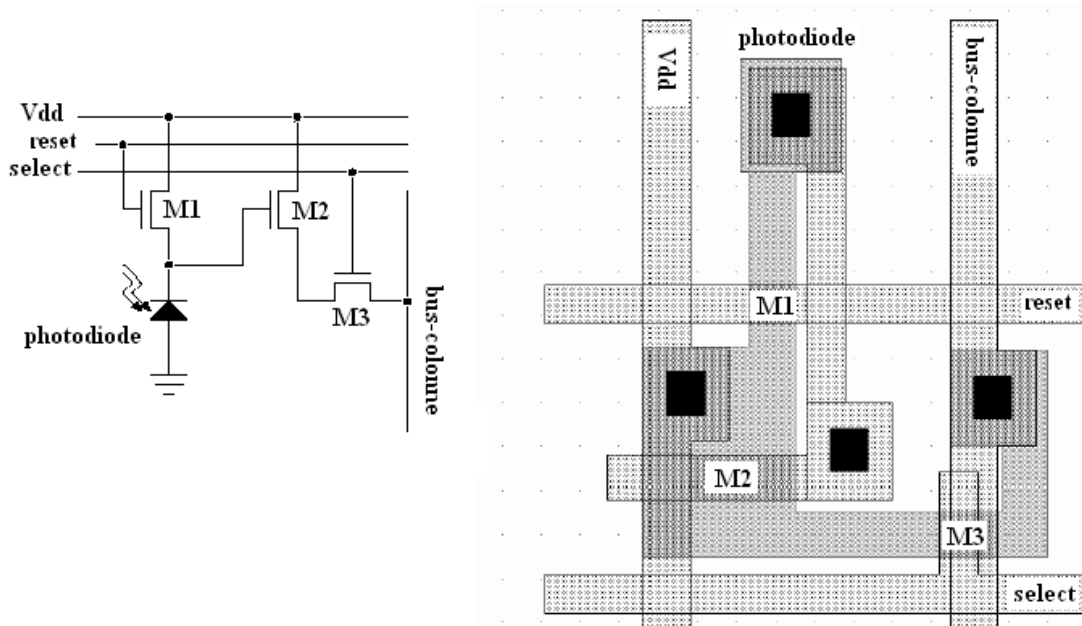 Vdd
reset
select
M1
M2
M3
photodiode
bus-colonne
photodiode
Vdd
bus-colonne
M1
reset
M2
M3
select